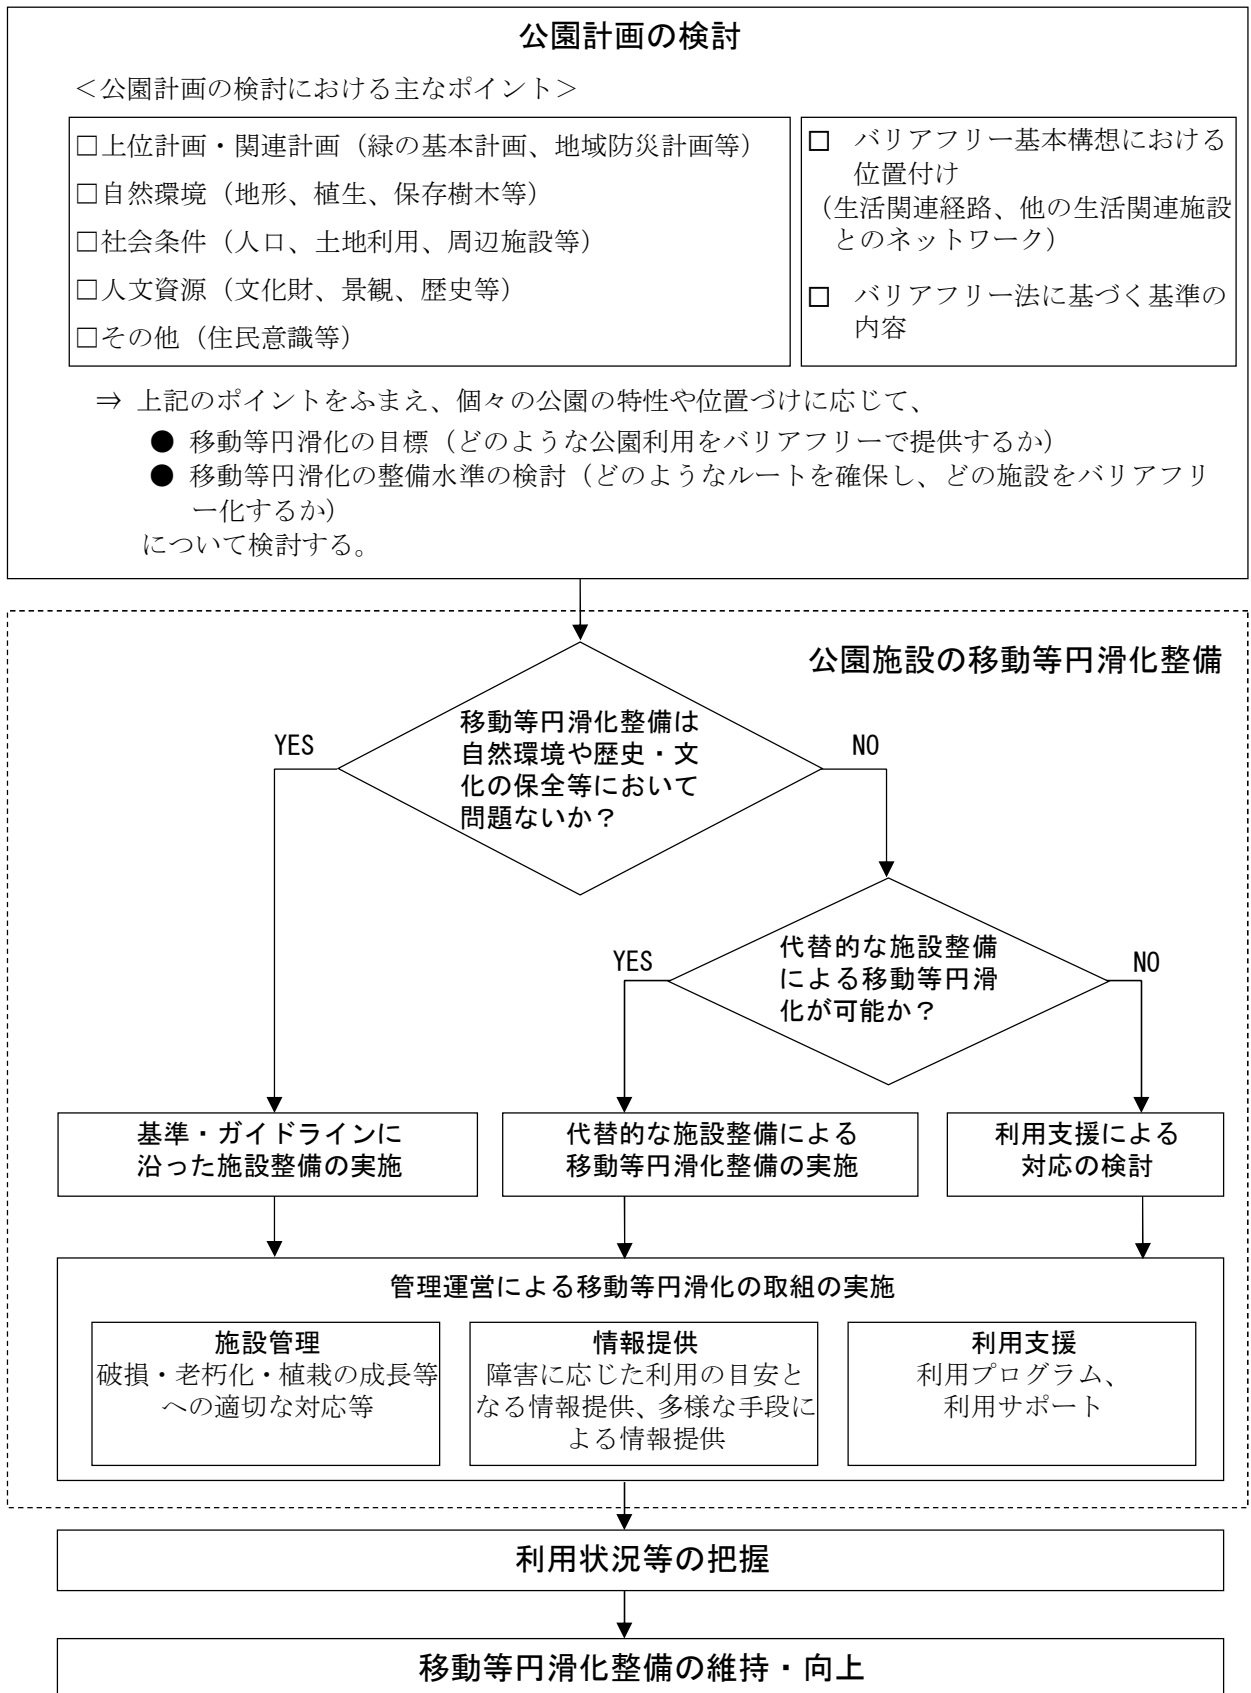 公園計画の検討
＜公園計画の検討における主なポイント＞
□上位計画・関連計画（緑の基本計画、地域防災計画等）
□自然環境（地形、植生、保存樹木等）
□社会条件（人口、土地利用、周辺施設等）
□人文資源（文化財、景観、歴史等）
□その他（住民意識等）
□ バリアフリー基本構想における
位置付け
（生活関連経路、他の生活関連施設
とのネットワーク）
□ バリアフリー法に基づく基準の
内容
⇒ 上記のポイントをふまえ、個々の公園の特性や位置づけに応じて、
● 移動等円滑化の目標（どのような公園利用をバリアフリーで提供するか）
● 移動等円滑化の整備水準の検討（どのようなルートを確保し、どの施設をバリアフリ
ー化するか）
について検討する。
公園施設の移動等円滑化整備
移動等円滑化整備は
自然環境や歴史・文
化の保全等において
問題ないか？
YES
NO
代替的な施設整備
による移動等円滑
化が可能か？
YES
NO
基準・ガイドラインに
沿った施設整備の実施
代替的な施設整備による
移動等円滑化整備の実施
利用支援による
対応の検討
管理運営による移動等円滑化の取組の実施
施設管理
破損・老朽化・植栽の成長等
への適切な対応等
情報提供
障害に応じた利用の目安と
なる情報提供、多様な手段に
よる情報提供
利用支援
利用プログラム、
利用サポート
利用状況等の把握
移動等円滑化整備の維持・向上